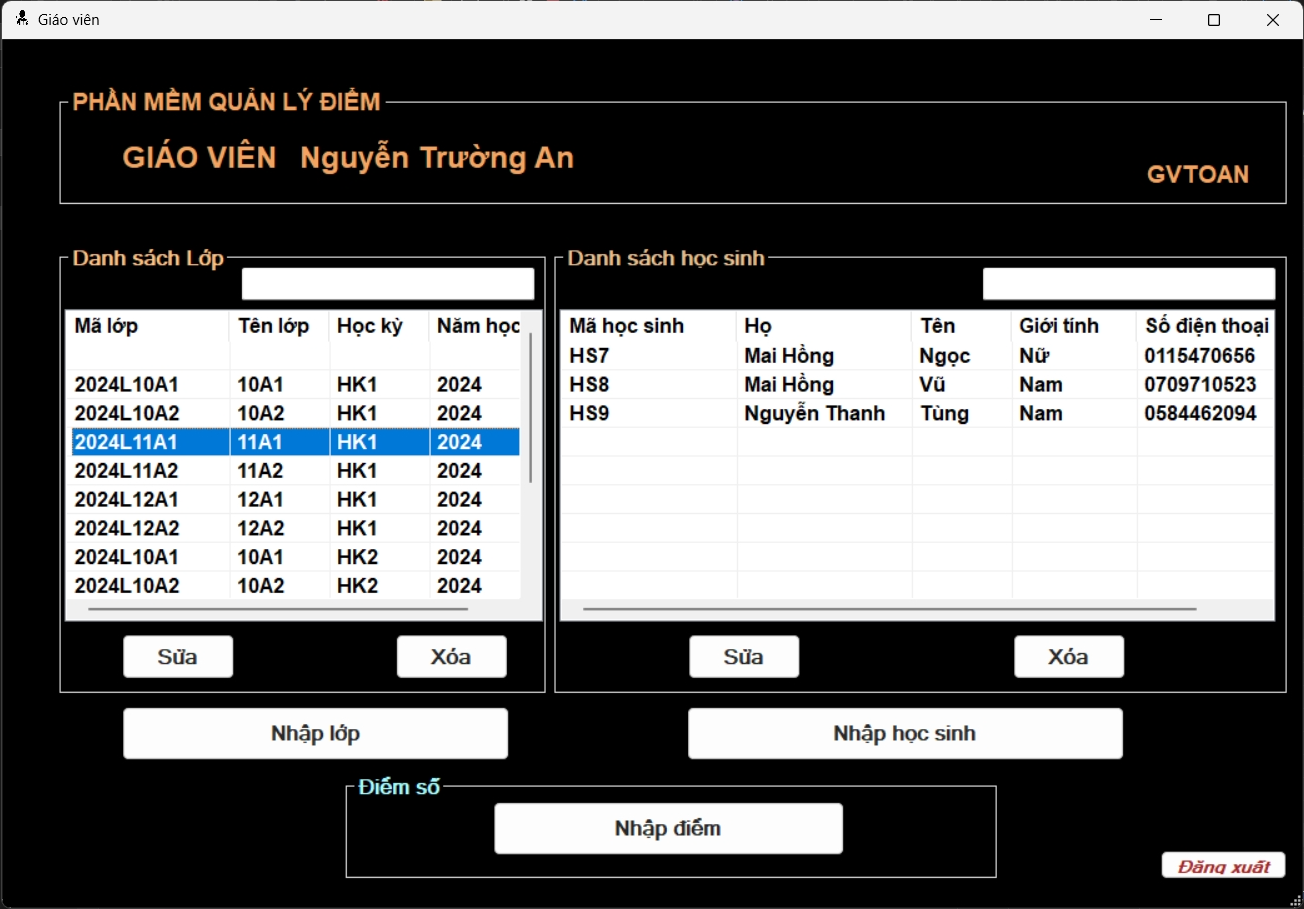 Giáo viên
PHẦN MỀM QUẢN LÝ ĐIỂM
GIÁO VIÊN Nguyễn Trường An
GVTOAN
Danh sách Lớp
Mã lớp Tên lớp Học kỳ Năm học
2024L10A1 10A1 HK1 2024
2024L10A2 10A2 HK1 2024
2024L11A1 11A1 HK1 2024
2024L11A2 11A2 HK1 2024
2024L12A1 12A1 HK1 2024
2024L12A2 12A2 HK1 2024
2024L10A1 10A1 HK2 2024
2024L10A2 10A2 HK2 2024
Sửa Xóa
Nhập lớp
Danh sách học sinh
Mã học sinh Họ Tên Giới tính Số điện thoại
HS7 Mai Hồng Ngọc Nữ 0115470656
HS8 Mai Hồng Vũ Nam 0709710523
HS9 Nguyễn Thanh Tùng Nam 0584462094
Sửa Xóa
Nhập học sinh
Điểm số
Nhập điểm
Đăng xuất